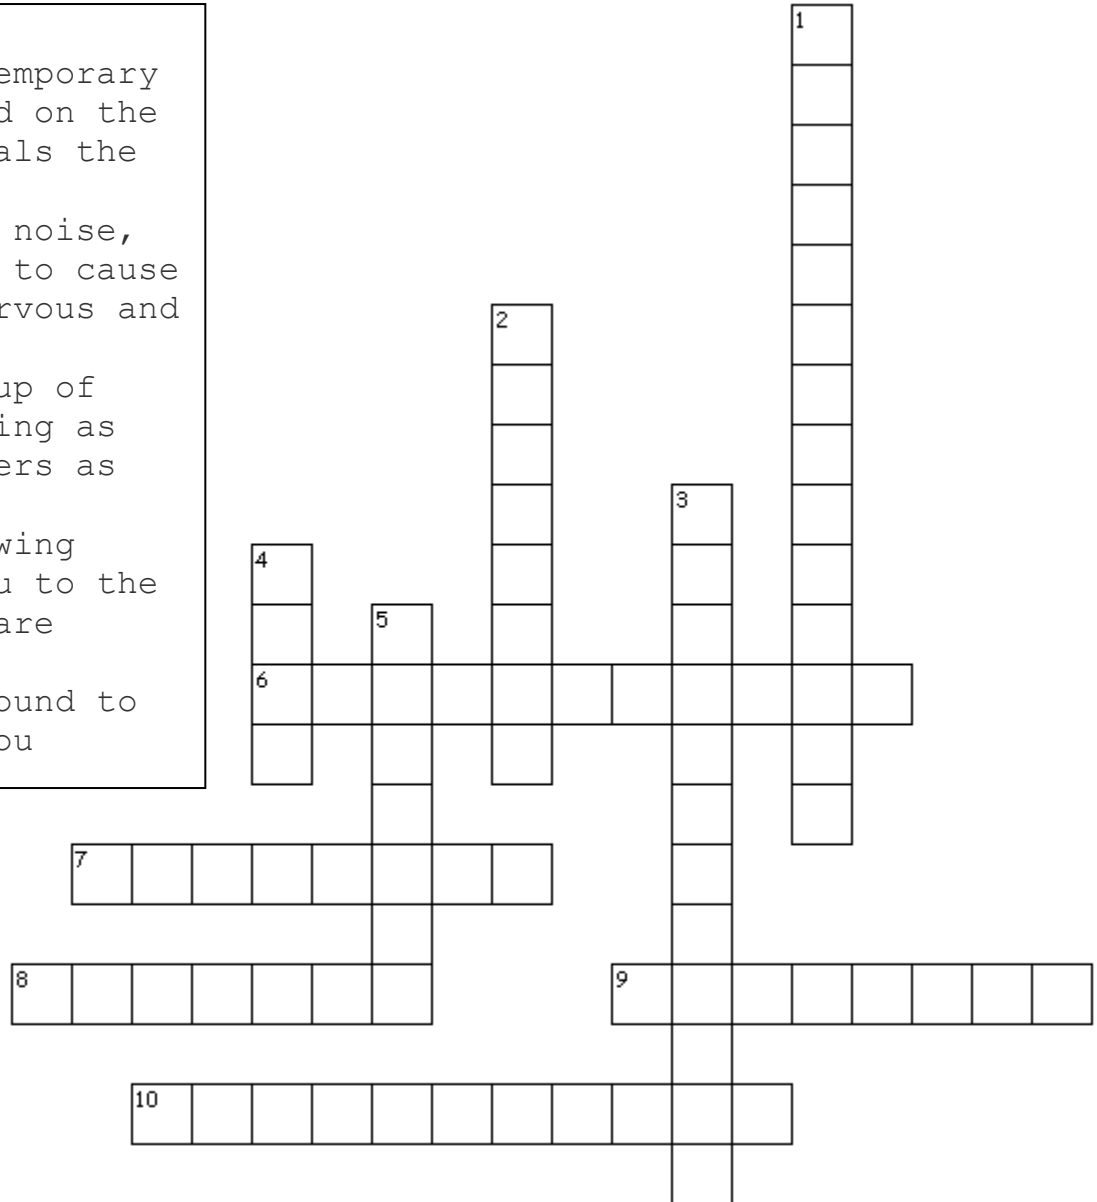 emporary
d on the
als the
noise,
to cause
rvous and
up of
ing as
ers as
wing
u to the
are
ound to
ou
1
2
3
4
5
6
7
8
9
10